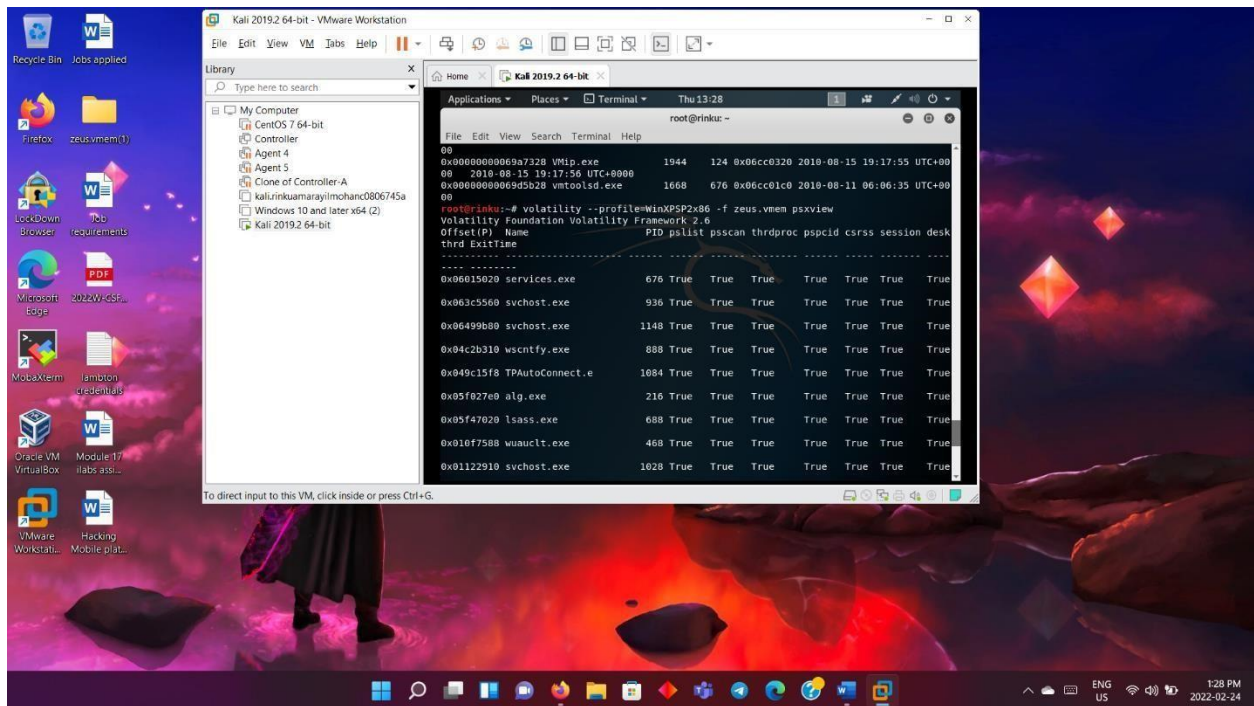 Recycle Bin
Jobs applied
Firefox
zeus.vmem(1)
LockDown
Browser
Job
requirements
Microsoft
Edge
PDF
2022W-CSF...
MobaXterm
lambton
credentials
Oracle VM
VirtualBox
Module 17
ilabs assi...
VMware
Workstati...
Hacking
Mobile plat...
Kali 2019.2 64-bit - VMware Workstation
File Edit View VM Tabs Help
Library
Type here to search
My Computer
CentOS 7 64-bit
Controller
Agent 4
Agent 5
Clone of Controller-A
kali.rinkuamarayilmohanc0806745a
Windows 10 and later x64 (2)
Kali 2019.2 64-bit
Home
Kali 2019.2 64-bit
Applications Places Terminal Thu 13:28 1
root@rinku: ~
File Edit View Search Terminal Help
00
0x00000000069a7328 VMip.exe 1944 124 0x06cc0320 2010-08-15 19:17:55 UTC+00
00 2010-08-15 19:17:56 UTC+0000
0x00000000069d5b28 vmtoolsd.exe 1668 676 0x06cc01c0 2010-08-11 06:06:35 UTC+00
00
root@rinku:~# volatility --profile=WinXPSP2x86 -f zeus.vmem psxview
Volatility Foundation Volatility Framework 2.6
Offset(P) Name PID pslist psscan thrdproc pspcid csrss session desk
thrd ExitTime
---------- -------------------- ------ ------ ------ -------- ------ ----- ------- ----
---- --------
0x06015020 services.exe 676 True True True True True True True
0x063c5560 svchost.exe 936 True True True True True True True
0x06499b80 svchost.exe 1148 True True True True True True True
0x04c2b310 wscntfy.exe 888 True True True True True True True
0x049c15f8 TPAutoConnect.e 1084 True True True True True True True
0x05f027e0 alg.exe 216 True True True True True True True
0x05f47020 lsass.exe 688 True True True True True True True
0x010f7588 wuauclt.exe 468 True True True True True True True
0x01122910 svchost.exe 1028 True True True True True True True
To direct input to this VM, click inside or press Ctrl+G.
ENG
US
1:28 PM
2022-02-24